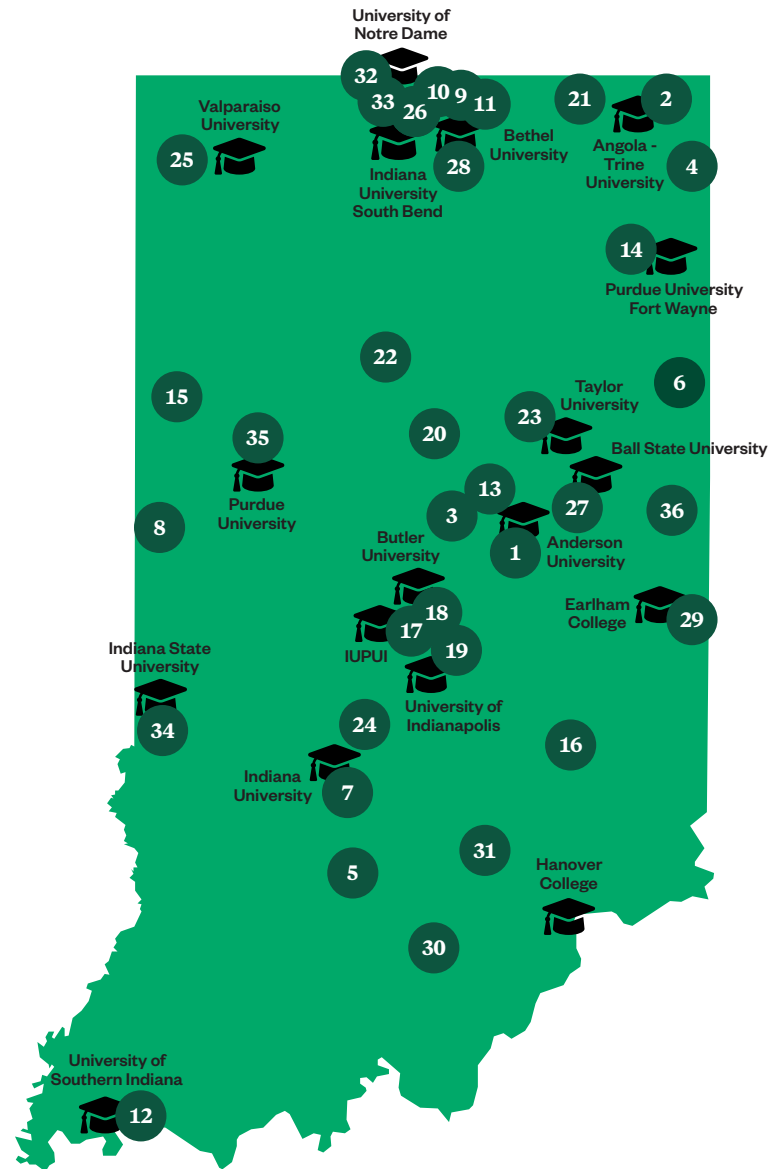 University of
Notre Dame
32
10
9
33
26
11
21
2
Valparaiso
University
25
Indiana
University
South Bend
28
Bethel
University
Angola -
Trine
University
4
14
Purdue University
Fort Wayne
22
6
15
35
20
23
Taylor
University
Ball State University
Purdue
University
8
3
13
27
36
Butler
University
1
Anderson
University
18
17
19
IUPUI
Earlham
College
29
Indiana State
University
34
University of
Indianapolis
24
16
Indiana
University
7
31
5
Hanover
College
30
University of
Southern Indiana
12